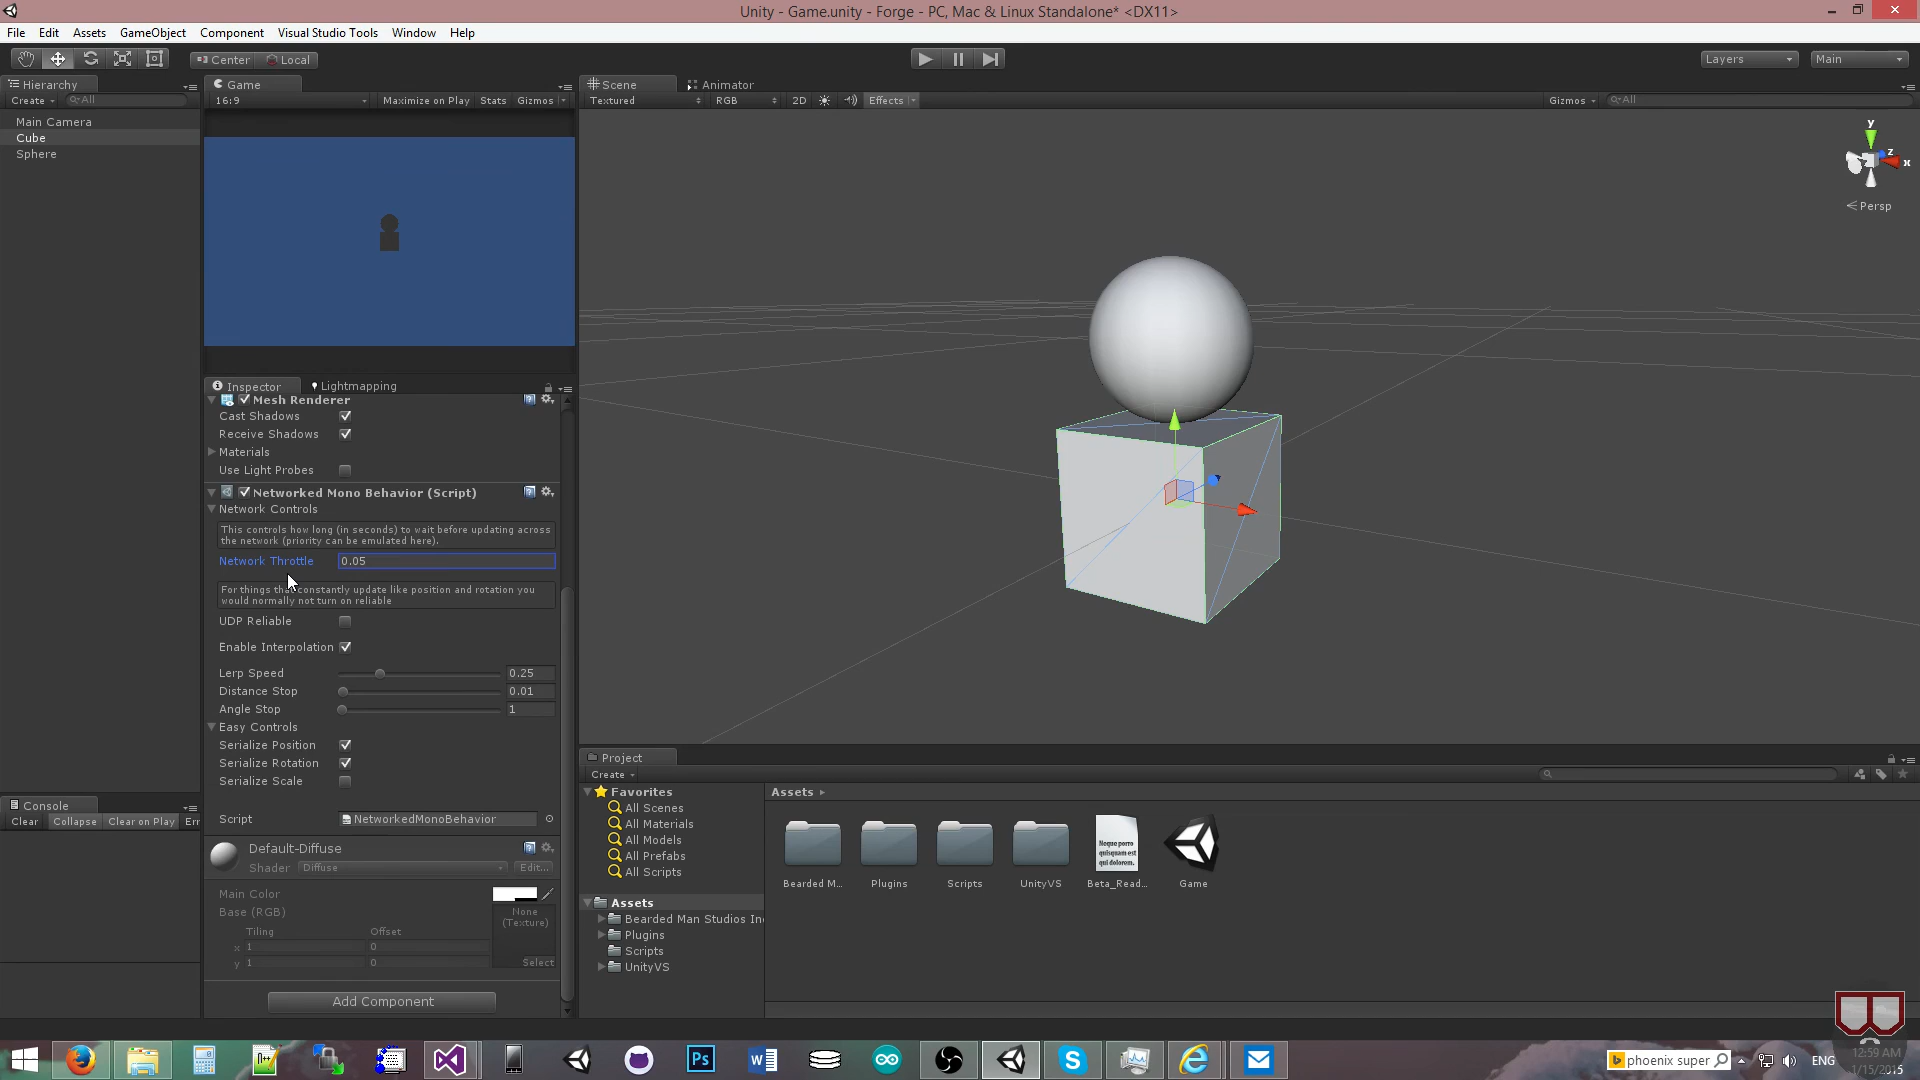 Unity - Game.unity - Forge - PC, Mac & Linux Standalone* <DX11>
File Edit Assets GameObject Component Visual Studio Tools Window Help
Center Local
Layers
Main
Hierarchy
Create All
Main Camera
Cube
Sphere
Game
16:9 Maximize on Play Stats Gizmos
Scene Animator
Textured RGB 2D Effects Gizmos All
y
z
x
Persp
Inspector Lightmapping
Mesh Renderer
Cast Shadows
Receive Shadows
Materials
Use Light Probes
Networked Mono Behavior (Script)
Network Controls
This controls how long (in seconds) to wait before updating across
the network (priority can be emulated here).
Network Throttle 0.05
For things that constantly update like position and rotation you
would normally not turn on reliable
UDP Reliable
Enable Interpolation
Lerp Speed 0.25
Distance Stop 0.01
Angle Stop 1
Easy Controls
Serialize Position
Serialize Rotation
Serialize Scale
Script NetworkedMonoBehavior
Default-Diffuse
Shader Diffuse Edit...
Main Color
Base (RGB)
None
(Texture)
Tiling Offset
x 1 0
y 1 0
Select
Add Component
Console
Clear Collapse Clear on Play Err
Project
Create
Favorites
All Scenes
All Materials
All Models
All Prefabs
All Scripts
Assets
Bearded Man Studios In
Plugins
Scripts
UnityVS
Assets
Neque porro
quisquam est
qui dolorem.
Bearded M... Plugins Scripts UnityVS Beta_Read... Game
Ps
phoenix super
ENG
12:59 AM
1/15/2015